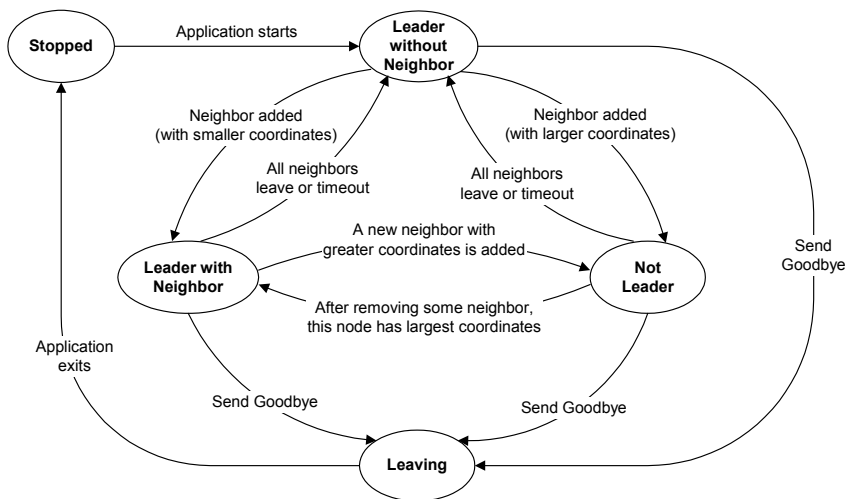 Stopped
Application starts
Leader
without
Neighbor
Neighbor added
(with smaller coordinates)
Neighbor added
(with larger coordinates)
All neighbors
leave or timeout
All neighbors
leave or timeout
A new neighbor with
greater coordinates is added
Send
Goodbye
Leader with
Neighbor
Not
Leader
After removing some neighbor,
this node has largest coordinates
Application
exits
Send Goodbye
Send Goodbye
Leaving